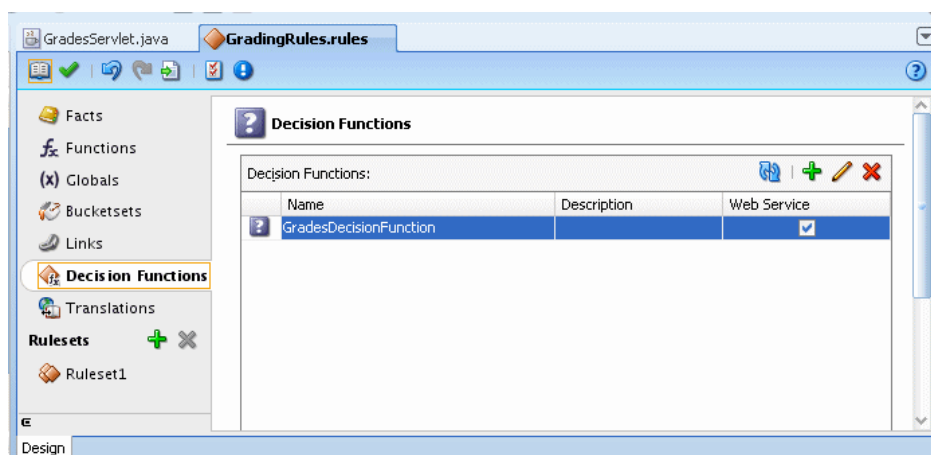 GradesServlet.java
GradingRules.rules
Facts
Functions
(x) Globals
Bucketsets
Links
Decision Functions
Translations
Rulesets
Ruleset1
Design
Decision Functions
Decision Functions:
Name Description Web Service
GradesDecisionFunction